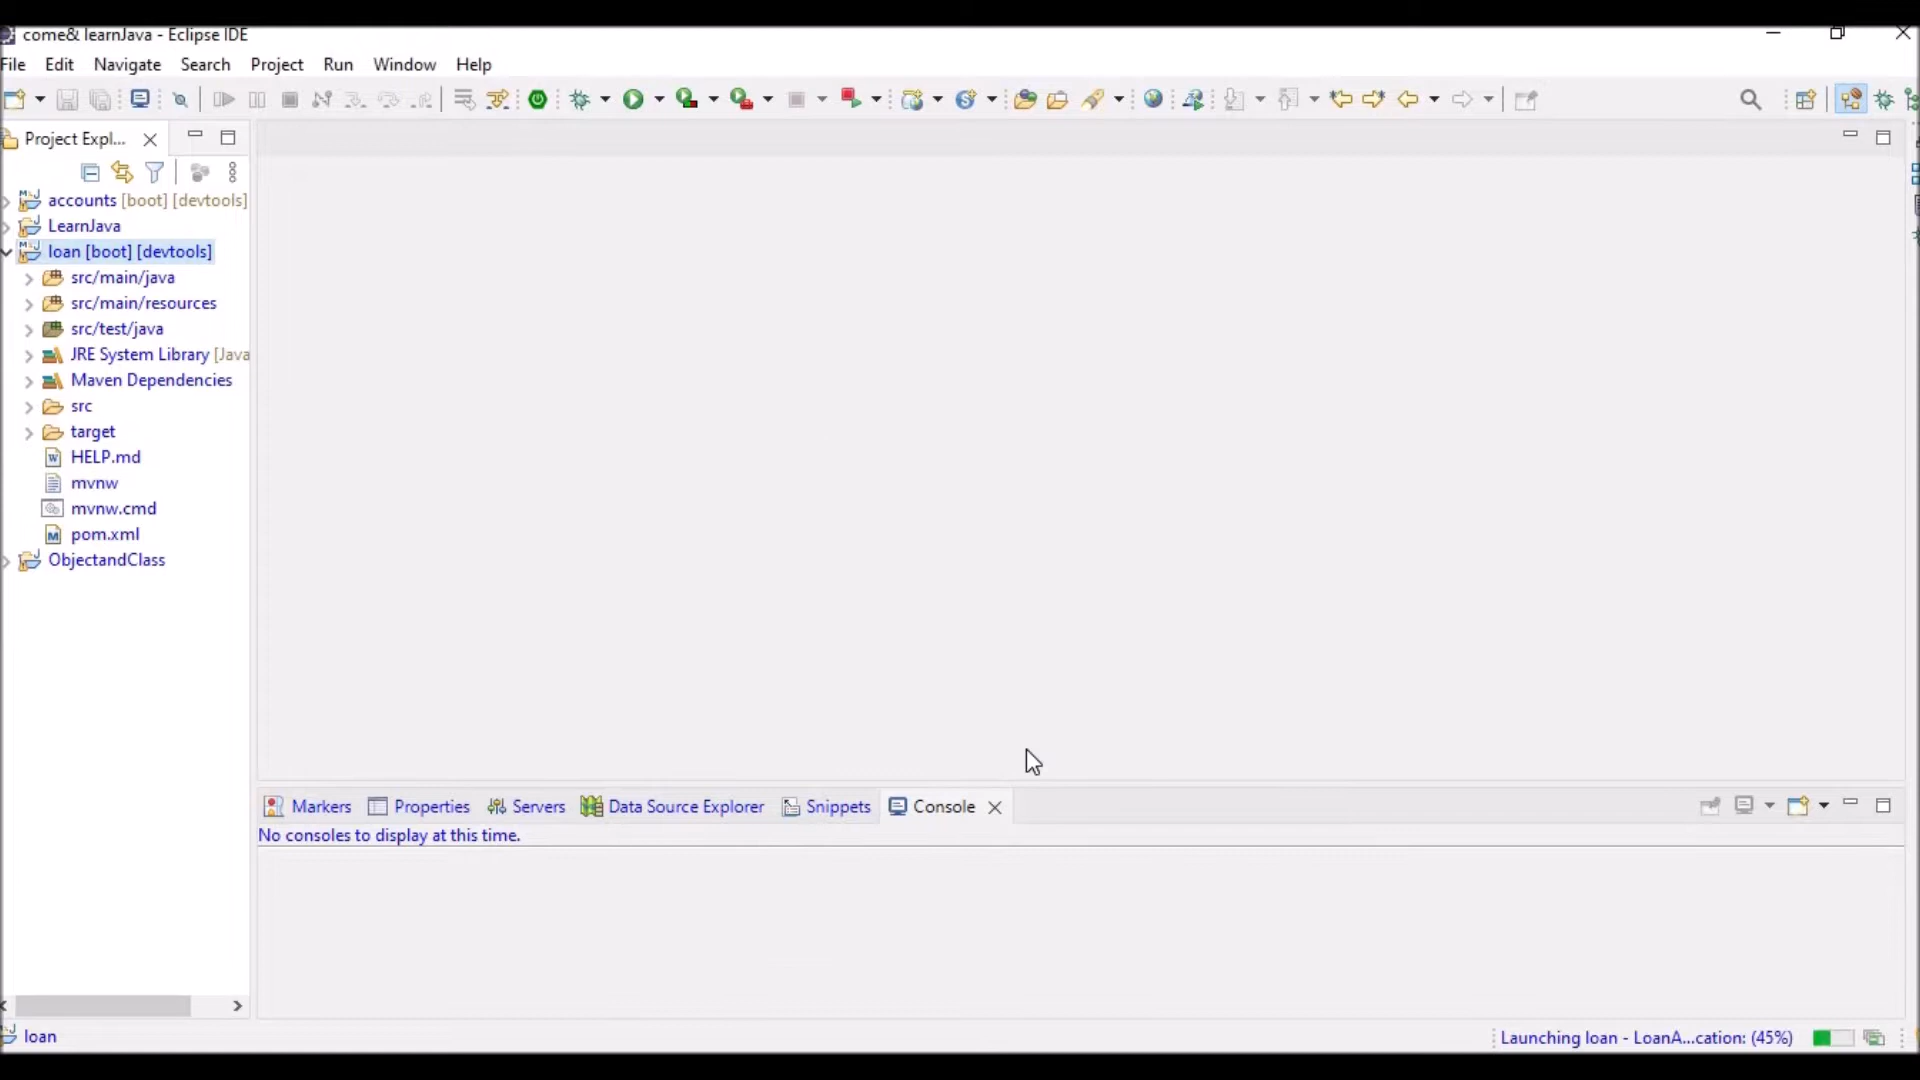 come& learnJava - Eclipse IDE
File Edit Navigate Search Project Run Window Help
Project Expl...
accounts [boot] [devtools]
LearnJava
loan [boot] [devtools]
src/main/java
src/main/resources
src/test/java
JRE System Library [Java
Maven Dependencies
src
target
HELP.md
mvnw
mvnw.cmd
pom.xml
ObjectandClass
Markers Properties Servers Data Source Explorer Snippets Console
No consoles to display at this time.
loan
Launching loan - LoanA...cation: (45%)